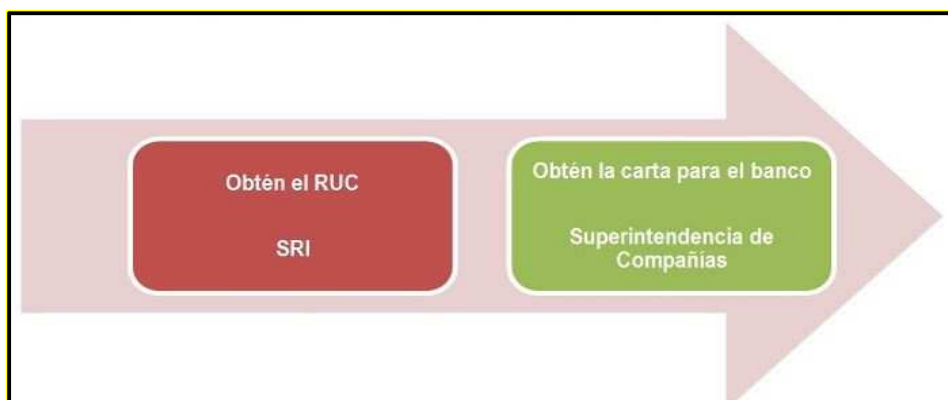 Obtén el RUC
SRI
Obtén la carta para el banco
Superintendencia de
Compañías